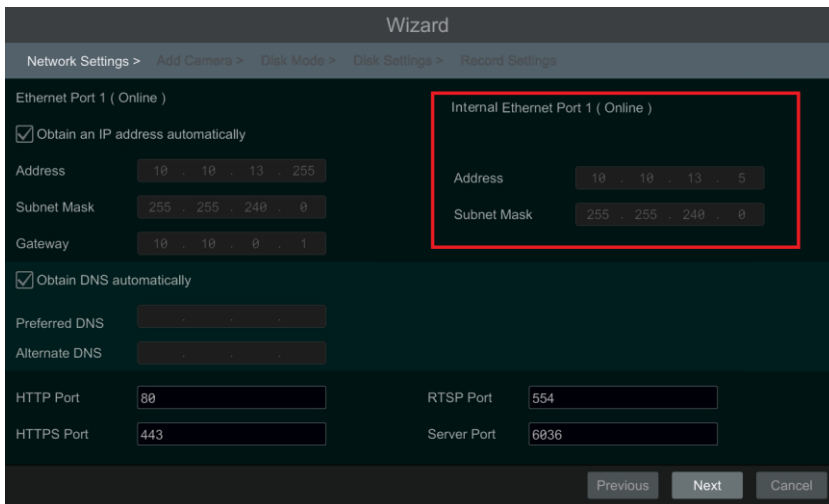 Wizard
Network Settings > Add Camera > Disk Mode > Disk Settings > Record Settings
Ethernet Port 1 ( Online )
Obtain an IP address automatically
Address 10 . 10 . 13 . 255
Subnet Mask 255 . 255 . 240 . 0
Gateway 10 . 10 . 0 . 1
Internal Ethernet Port 1 ( Online )
Address 10 . 10 . 13 . 5
Subnet Mask 255 . 255 . 240 . 0
Obtain DNS automatically
Preferred DNS . . .
Alternate DNS . . .
HTTP Port 80 RTSP Port 554
HTTPS Port 443 Server Port 6036
Previous Next Cancel